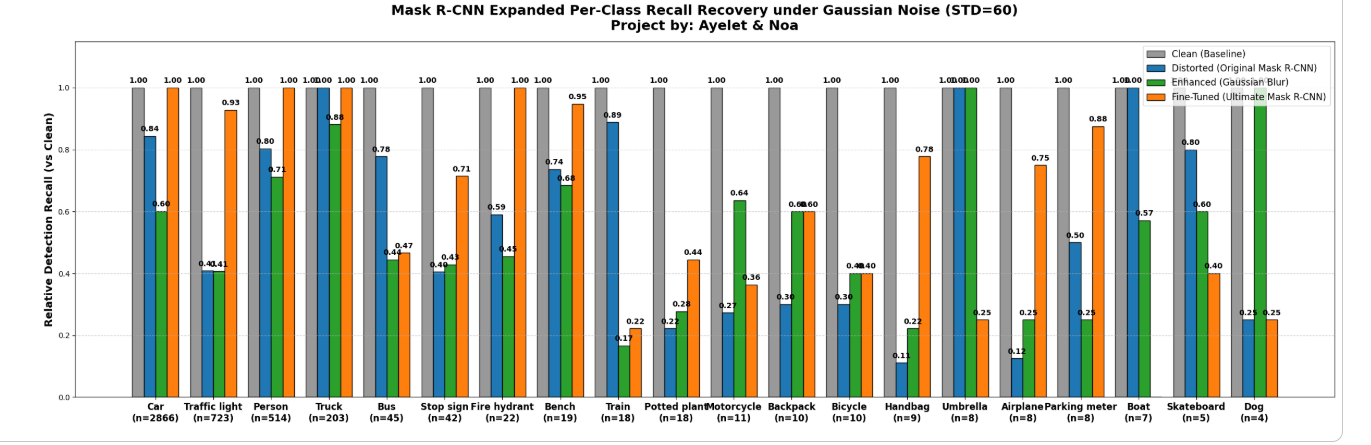 Mask R-CNN Expanded Per-Class Recall Recovery under Gaussian Noise (STD=60)
Project by: Ayelet & Noa
Clean (Baseline)
Distorted (Original Mask R-CNN)
Enhanced (Gaussian Blur)
Fine-Tuned (Ultimate Mask R-CNN)
Relative Detection Recall (vs Clean)
1.0
0.8
0.6
0.4
0.2
0.0
1.00 0.84 0.60 1.00
1.00 0.41 0.41 0.93
1.00 0.80 0.71 1.00
1.00 1.00 0.88 1.00
1.00 0.78 0.44 0.47
1.00 0.40 0.43 0.71
1.00 0.59 0.45 1.00
1.00 0.74 0.68 0.95
1.00 0.89 0.17 0.22
1.00 0.22 0.28 0.44
1.00 0.27 0.64 0.36
1.00 0.30 0.60 0.60
1.00 0.30 0.40 0.40
1.00 0.11 0.22 0.78
1.00 1.00 1.00 0.25
1.00 0.12 0.25 0.75
1.00 0.50 0.25 0.88
1.00 1.00 0.57
0.80 0.60 0.40
0.25 0.25
Car Traffic light Person Truck Bus Stop sign Fire hydrant Bench Train Potted plant Motorcycle Backpack Bicycle Handbag Umbrella Airplane Parking meter Boat Skateboard Dog
(n=2866) (n=723) (n=514) (n=203) (n=45) (n=42) (n=22) (n=19) (n=18) (n=18) (n=11) (n=10) (n=10) (n=9) (n=8) (n=8) (n=8) (n=7) (n=5) (n=4)